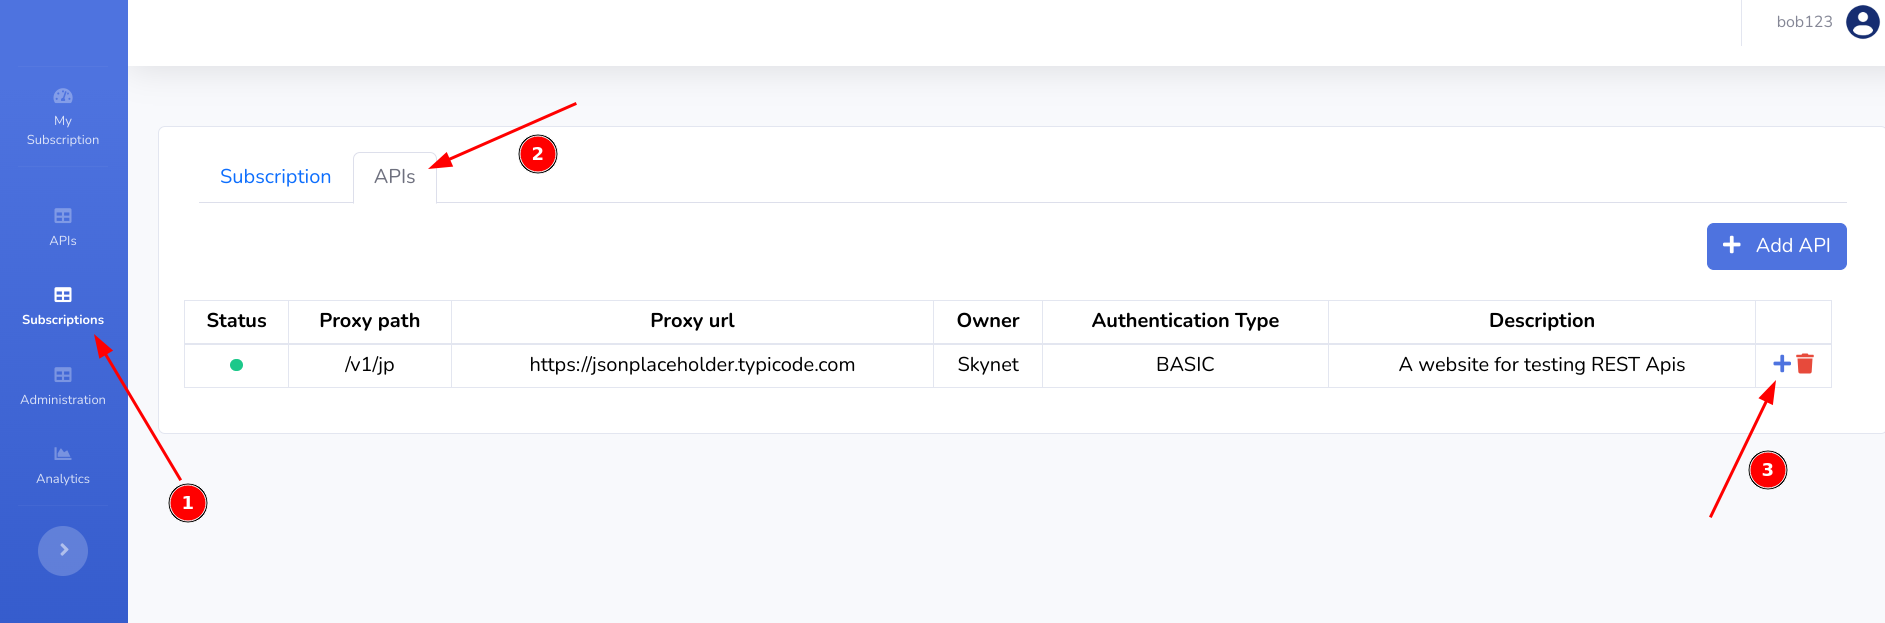 bob123
My
Subscription
APIs
Subscriptions
Administration
Analytics
Subscription APIs
2
Add API
Status Proxy path Proxy url Owner Authentication Type Description
/v1/jp https://jsonplaceholder.typicode.com Skynet BASIC A website for testing REST Apis
3
1